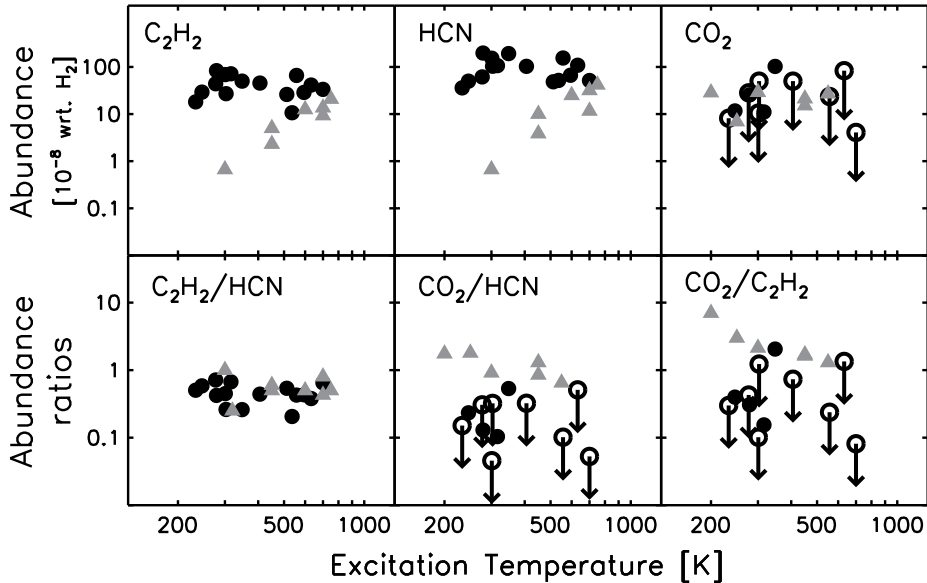 C₂H₂
HCN
CO₂
Abundance
[10⁻⁸ wrt. H₂]
100
10
1
0.1
C₂H₂/HCN
CO₂/HCN
CO₂/C₂H₂
Abundance
ratios
10
1
0.1
200 500 1000
200 500 1000
200 500 1000
Excitation Temperature [K]